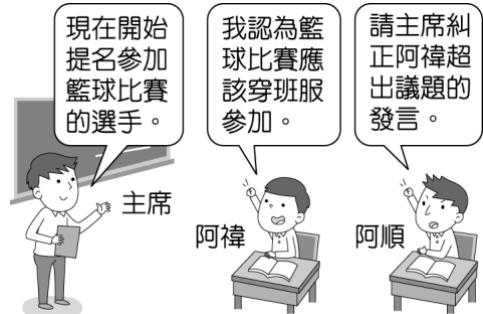 現在開始
提名參加
籃球比賽
的選手。
主席
我認為籃
球比賽應
該穿班服
參加。
阿禕
請主席糾
正阿禕超
出議題的
發言。
阿順